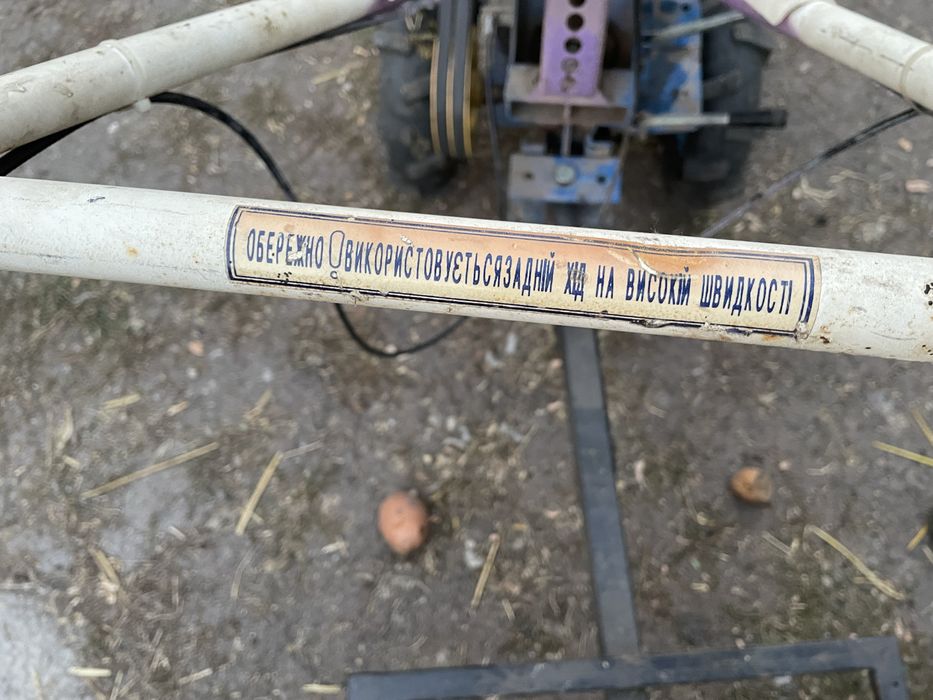 ОБЕРЕЖНО ВИКОРИСТОВУЄТЬСЯЗАДНІЙ ХІД НА ВИСОКІЙ ШВИДКОСТІ